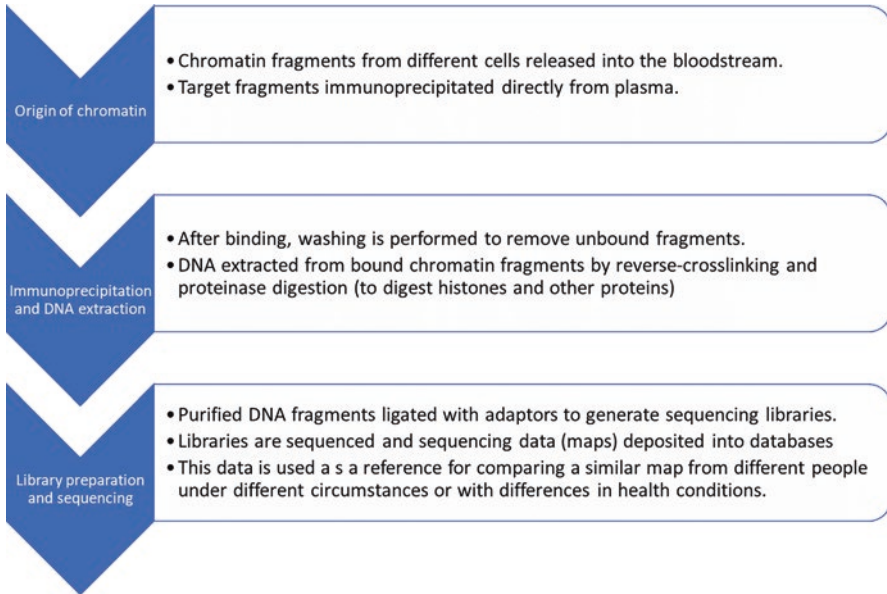 Origin of chromatin
• Chromatin fragments from different cells released into the bloodstream.
• Target fragments immunoprecipitated directly from plasma.
Immunoprecipitation
and DNA extraction
• After binding, washing is performed to remove unbound fragments.
• DNA extracted from bound chromatin fragments by reverse-crosslinking and
proteinase digestion (to digest histones and other proteins)
Library preparation
and sequencing
• Purified DNA fragments ligated with adaptors to generate sequencing libraries.
• Libraries are sequenced and sequencing data (maps) deposited into databases
• This data is used a s a reference for comparing a similar map from different people
under different circumstances or with differences in health conditions.